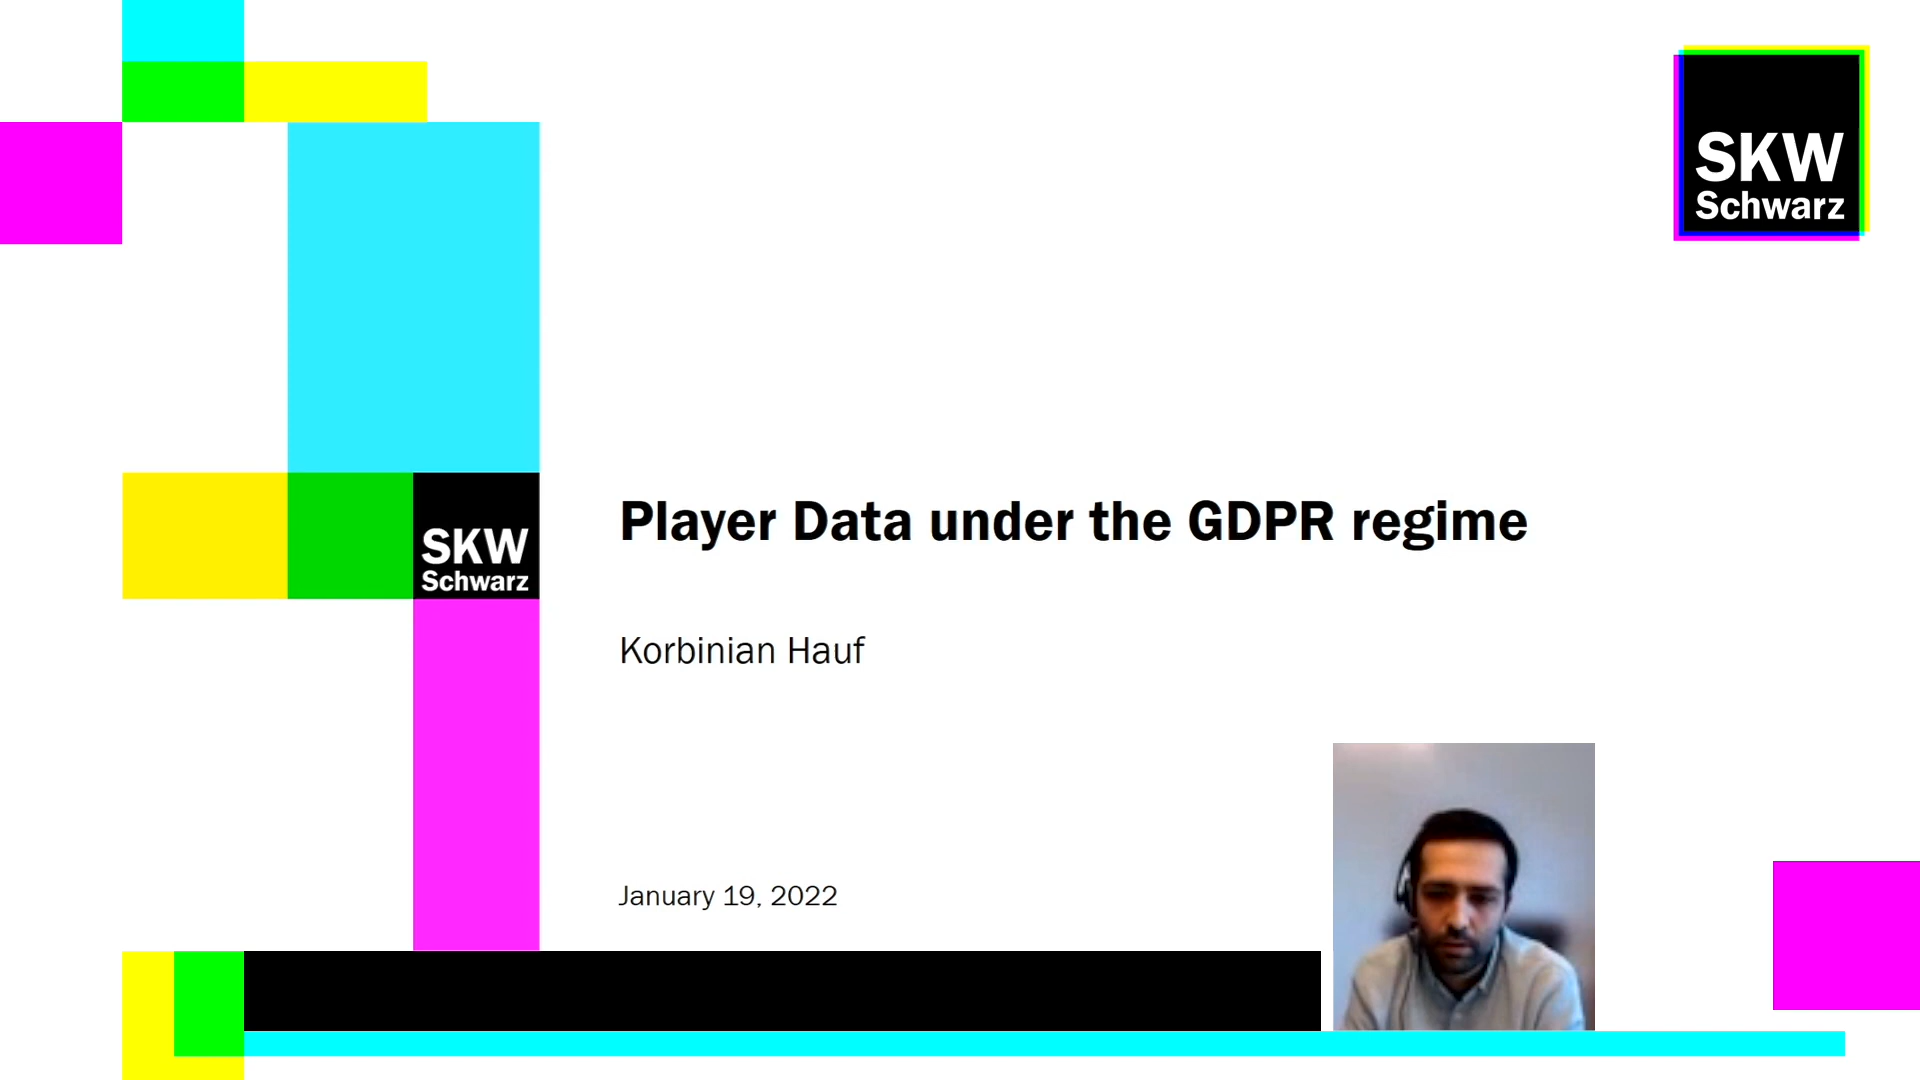 SKW
Schwarz
Player Data under the GDPR regime
SKW
Schwarz
Korbinian Hauf
January 19, 2022